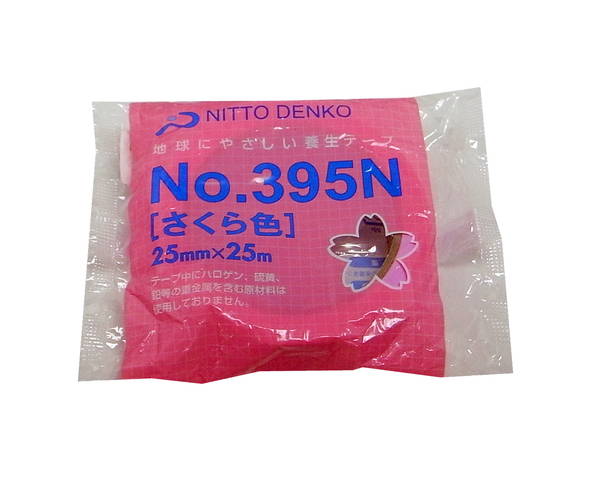 NITTO DENKO
地球にやさしい養生テープ
No.395N
[さくら色]
25mm×25m
テープ中にハロゲン、硫黄、
鉛等の重金属を含む原材料は
使用しておりません。